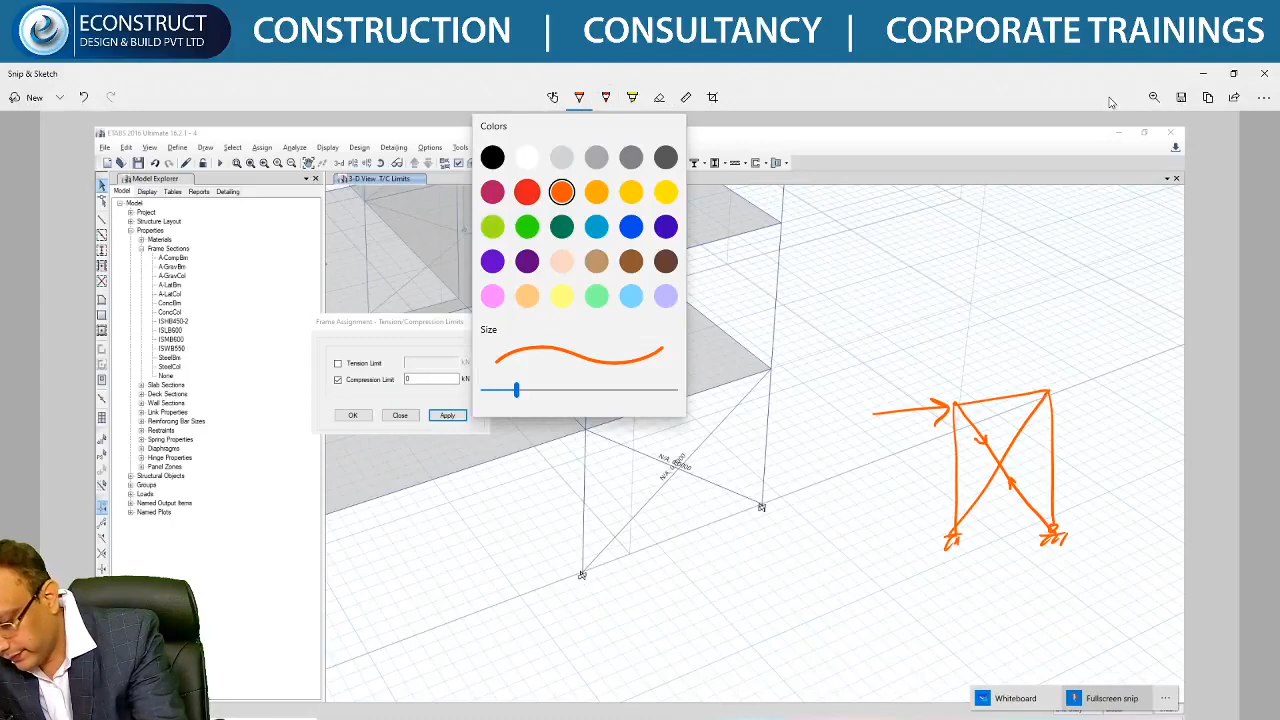 ECONSTRUCT
DESIGN & BUILD PVT LTD
CONSTRUCTION | CONSULTANCY | CORPORATE TRAININGS
Snip & Sketch
New
ETABS 2016 Ultimate 16.2.1 - 4
File Edit View Define
Select Assign Analyze
Design Detailing Options Tools
Model Explorer
3-D View T/C Limits
Model Display Tables Reports Detailing
Model
Project
Structure Layout
Properties
Materials
Frame Sections
A-CompBm
A-GravBm
A-GravCol
A-LatBm
A-LatCol
ConcBm
ConcCol
ISHB450-2
ISLB600
ISMB600
ISWB550
SteelBm
SteelCol
None
Slab Sections
Deck Sections
Wall Sections
Link Properties
Reinforcing Bar Sizes
Restraints
Spring Properties
Diaphragms
Hinge Properties
Panel Zones
Structural Objects
Groups
Loads
Named Output Items
Named Plots
Colors
Size
Frame Assignment - Tension/Compression Limits
Tension Limit kN
Compression Limit 0 kN
OK Close Apply
Whiteboard
Fullscreen snip